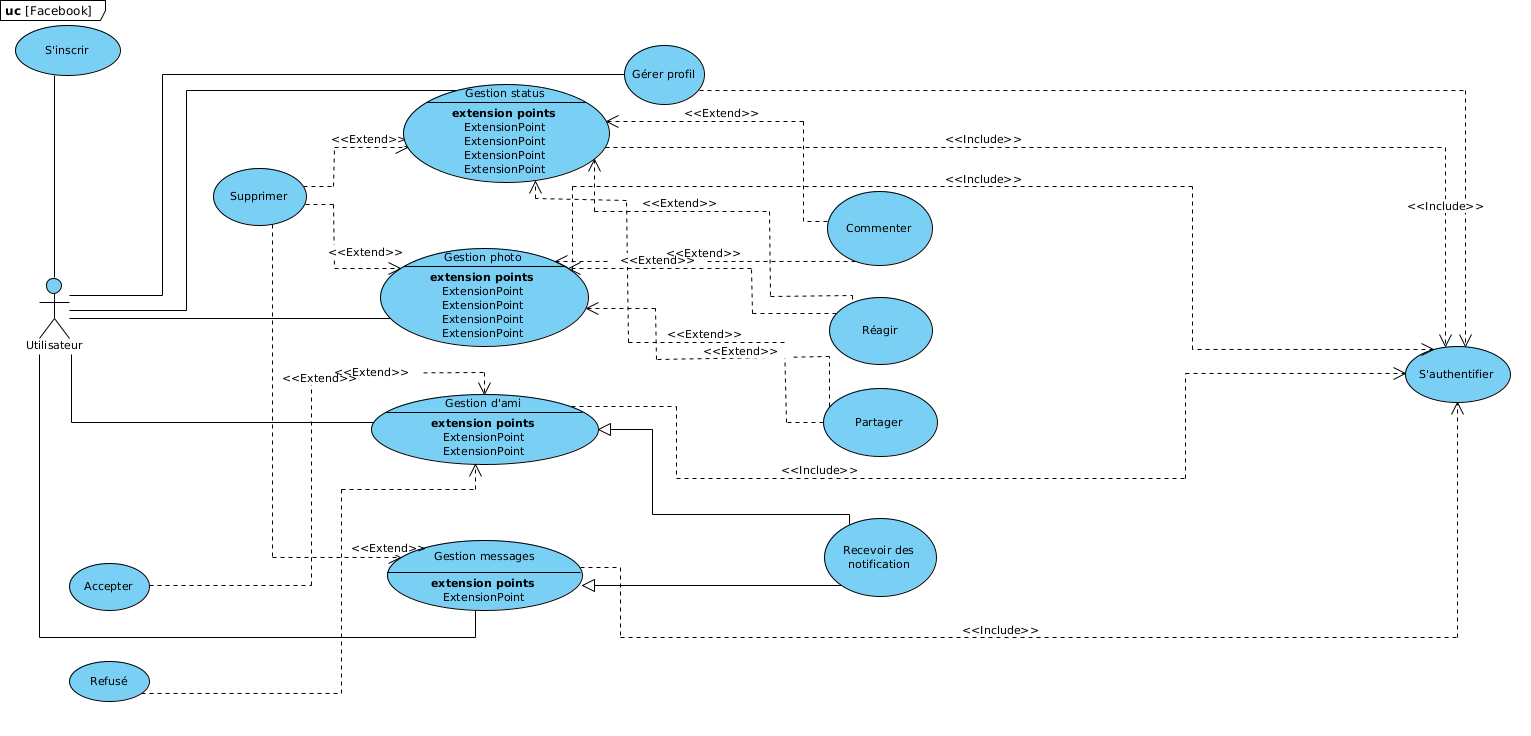 uc [Facebook]
S'inscrir
Gérer profil
Gestion status
extension points
ExtensionPoint
ExtensionPoint
ExtensionPoint
ExtensionPoint
<<Extend>>
<<Extend>>
<<Include>>
<<Include>>
<<Include>>
Supprimer
<<Extend>>
Commenter
<<Extend>>
<<Extend>>
<<Extend>>
Gestion photo
extension points
ExtensionPoint
ExtensionPoint
ExtensionPoint
ExtensionPoint
Réagir
Utilisateur
<<Extend>>
<<Extend>>
<<Extend>>
<<Extend>>
S'authentifier
Gestion d'ami
extension points
ExtensionPoint
ExtensionPoint
Partager
<<Include>>
<<Extend>>
Gestion messages
extension points
ExtensionPoint
Recevoir des
notification
Accepter
<<Include>>
Refusé